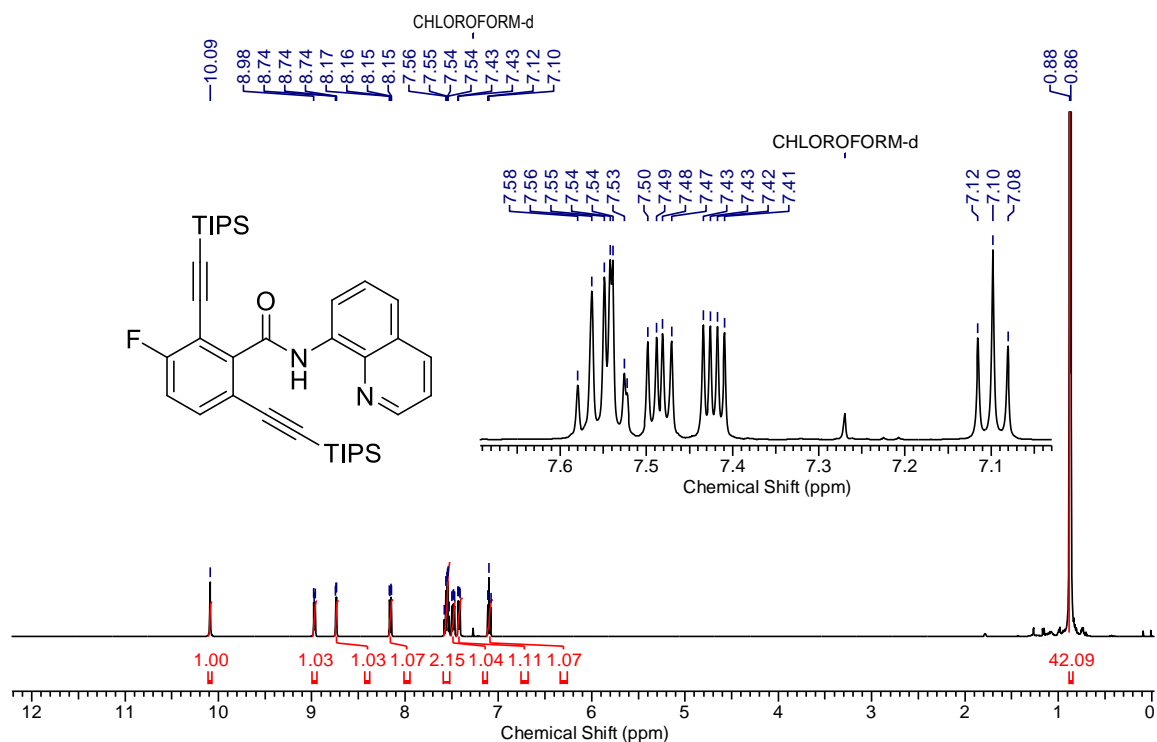 CHLOROFORM-d
10.09
8.98
8.74
8.74
8.74
8.17
8.16
8.15
8.15
7.56
7.55
7.54
7.54
7.43
7.43
7.12
7.10
0.88
0.86
CHLOROFORM-d
7.58
7.56
7.55
7.54
7.54
7.53
7.50
7.49
7.48
7.47
7.43
7.43
7.42
7.41
7.12
7.10
7.08
7.6 7.5 7.4 7.3 7.2 7.1
Chemical Shift (ppm)
TIPS
O
F
N
H
N
TIPS
1.00 1.03 1.03 1.07 2.15 1.04 1.11 1.07 42.09
12 11 10 9 8 7 6 5 4 3 2 1 0
Chemical Shift (ppm)